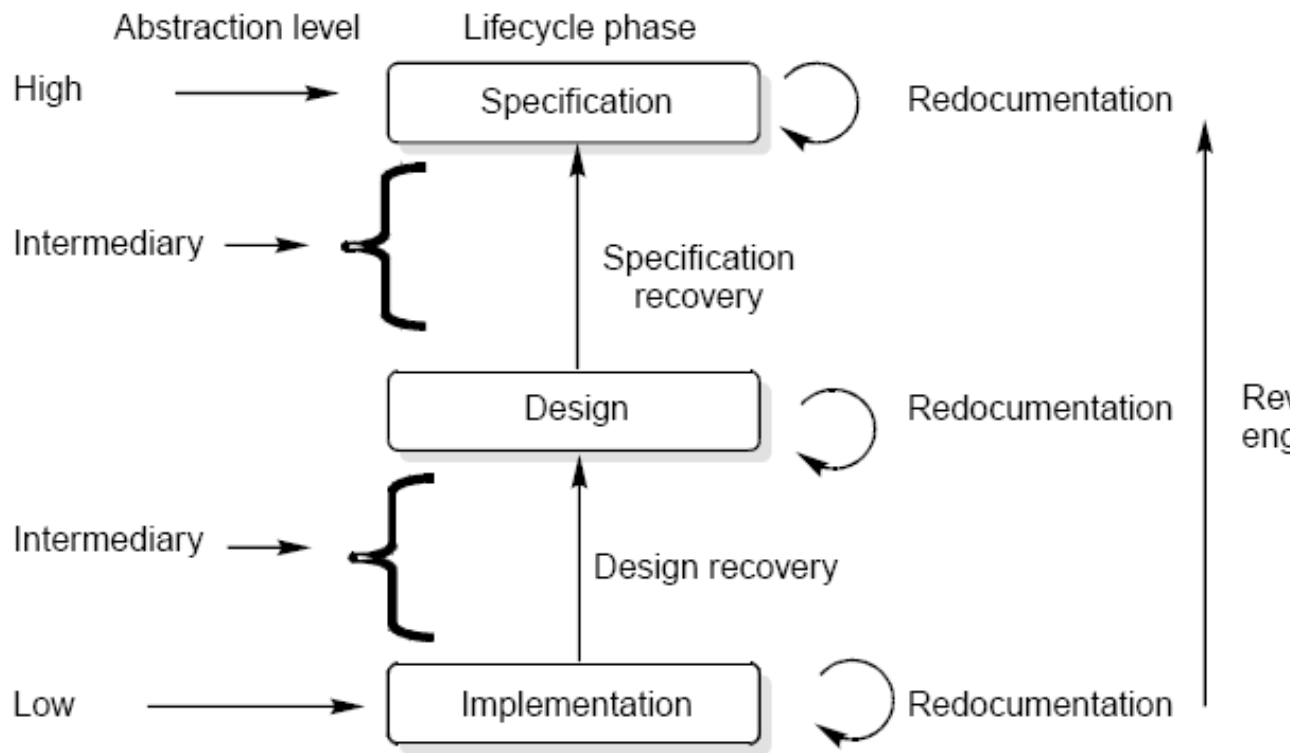 Abstraction level Lifecycle phase
High Specification Redocumentation
Intermediary
Specification
recovery
Design Redocumentation
Intermediary
Design recovery
Low Implementation Redocumentation